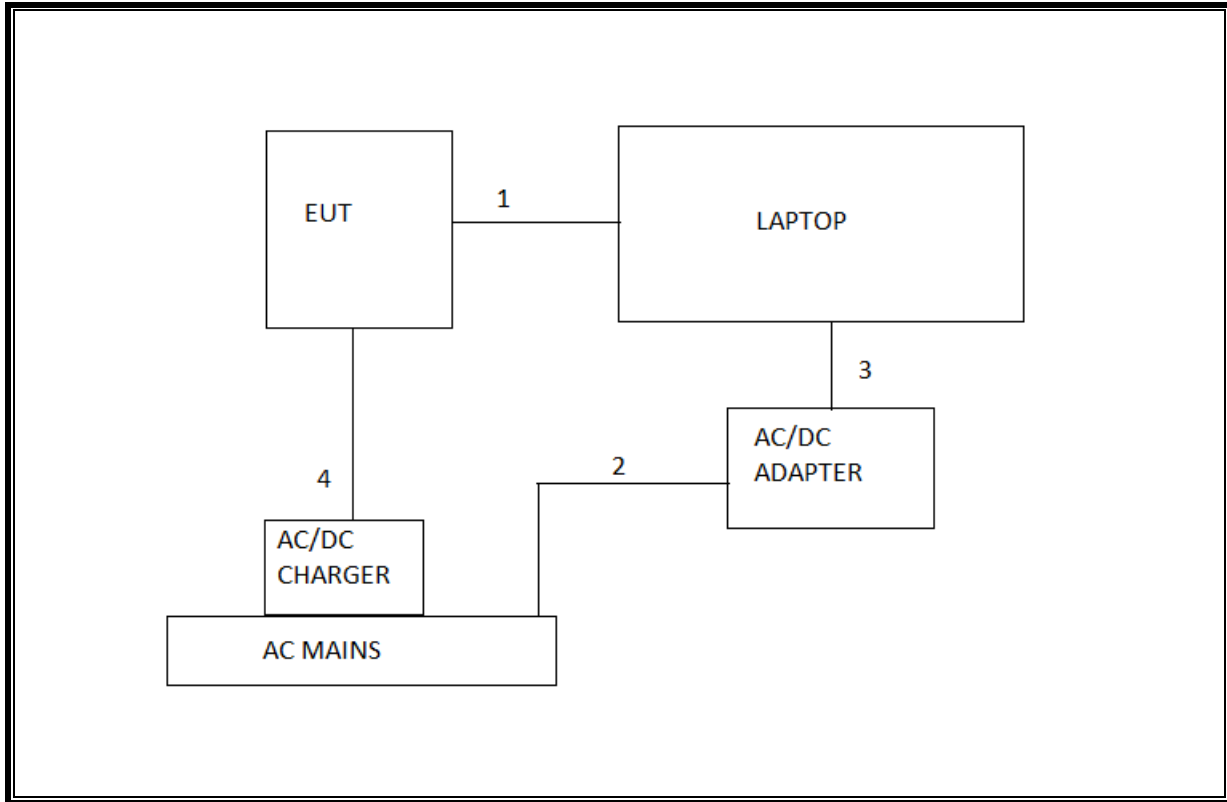 EUT
1
LAPTOP
3
AC/DC
ADAPTER
2
4
AC/DC
CHARGER
AC MAINS